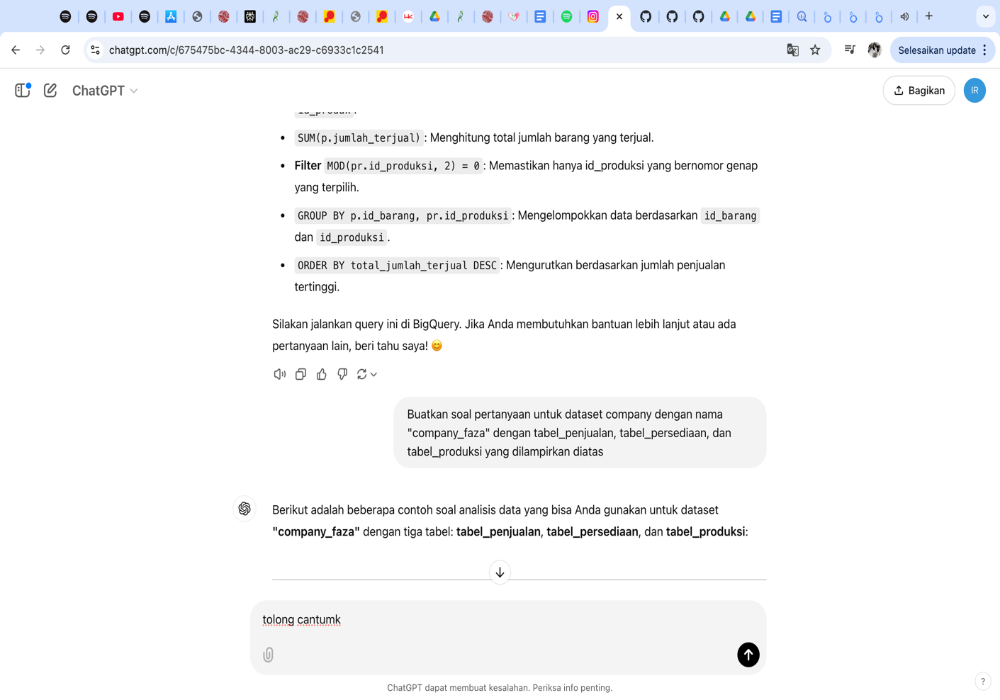 chatgpt.com/c/675475bc-4344-8003-ac29-c6933c1c2541
Selesaikan update
ChatGPT
Bagikan
IR
id_produk.
SUM(p.jumlah_terjual): Menghitung total jumlah barang yang terjual.
Filter MOD(pr.id_produksi, 2) = 0: Memastikan hanya id_produksi yang bernomor genap
yang terpilih.
GROUP BY p.id_barang, pr.id_produksi: Mengelompokkan data berdasarkan id_barang
dan id_produksi.
ORDER BY total_jumlah_terjual DESC: Mengurutkan berdasarkan jumlah penjualan
tertinggi.
Silakan jalankan query ini di BigQuery. Jika Anda membutuhkan bantuan lebih lanjut atau ada
pertanyaan lain, beri tahu saya! 😊
Buatkan soal pertanyaan untuk dataset company dengan nama
"company_faza" dengan tabel_penjualan, tabel_persediaan, dan
tabel_produksi yang dilampirkan diatas
Berikut adalah beberapa contoh soal analisis data yang bisa Anda gunakan untuk dataset
"company_faza" dengan tiga tabel: tabel_penjualan, tabel_persediaan, dan tabel_produksi:
tolong cantumk
ChatGPT dapat membuat kesalahan. Periksa info penting.
?